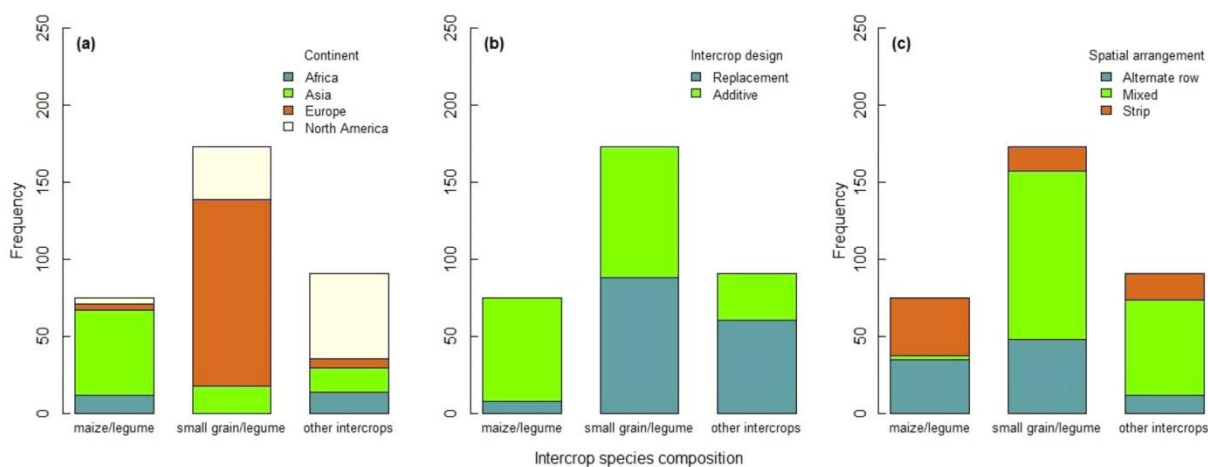 (a)
Continent
Africa
Asia
Europe
North America
Frequency
250
200
150
100
50
0
maize/legume small grain/legume other intercrops
(b)
Intercrop design
Replacement
Additive
250
200
150
100
50
0
maize/legume small grain/legume other intercrops
(c)
Spatial arrangement
Alternate row
Mixed
Strip
Frequency
250
200
150
100
50
0
maize/legume small grain/legume other intercrops
Intercrop species composition